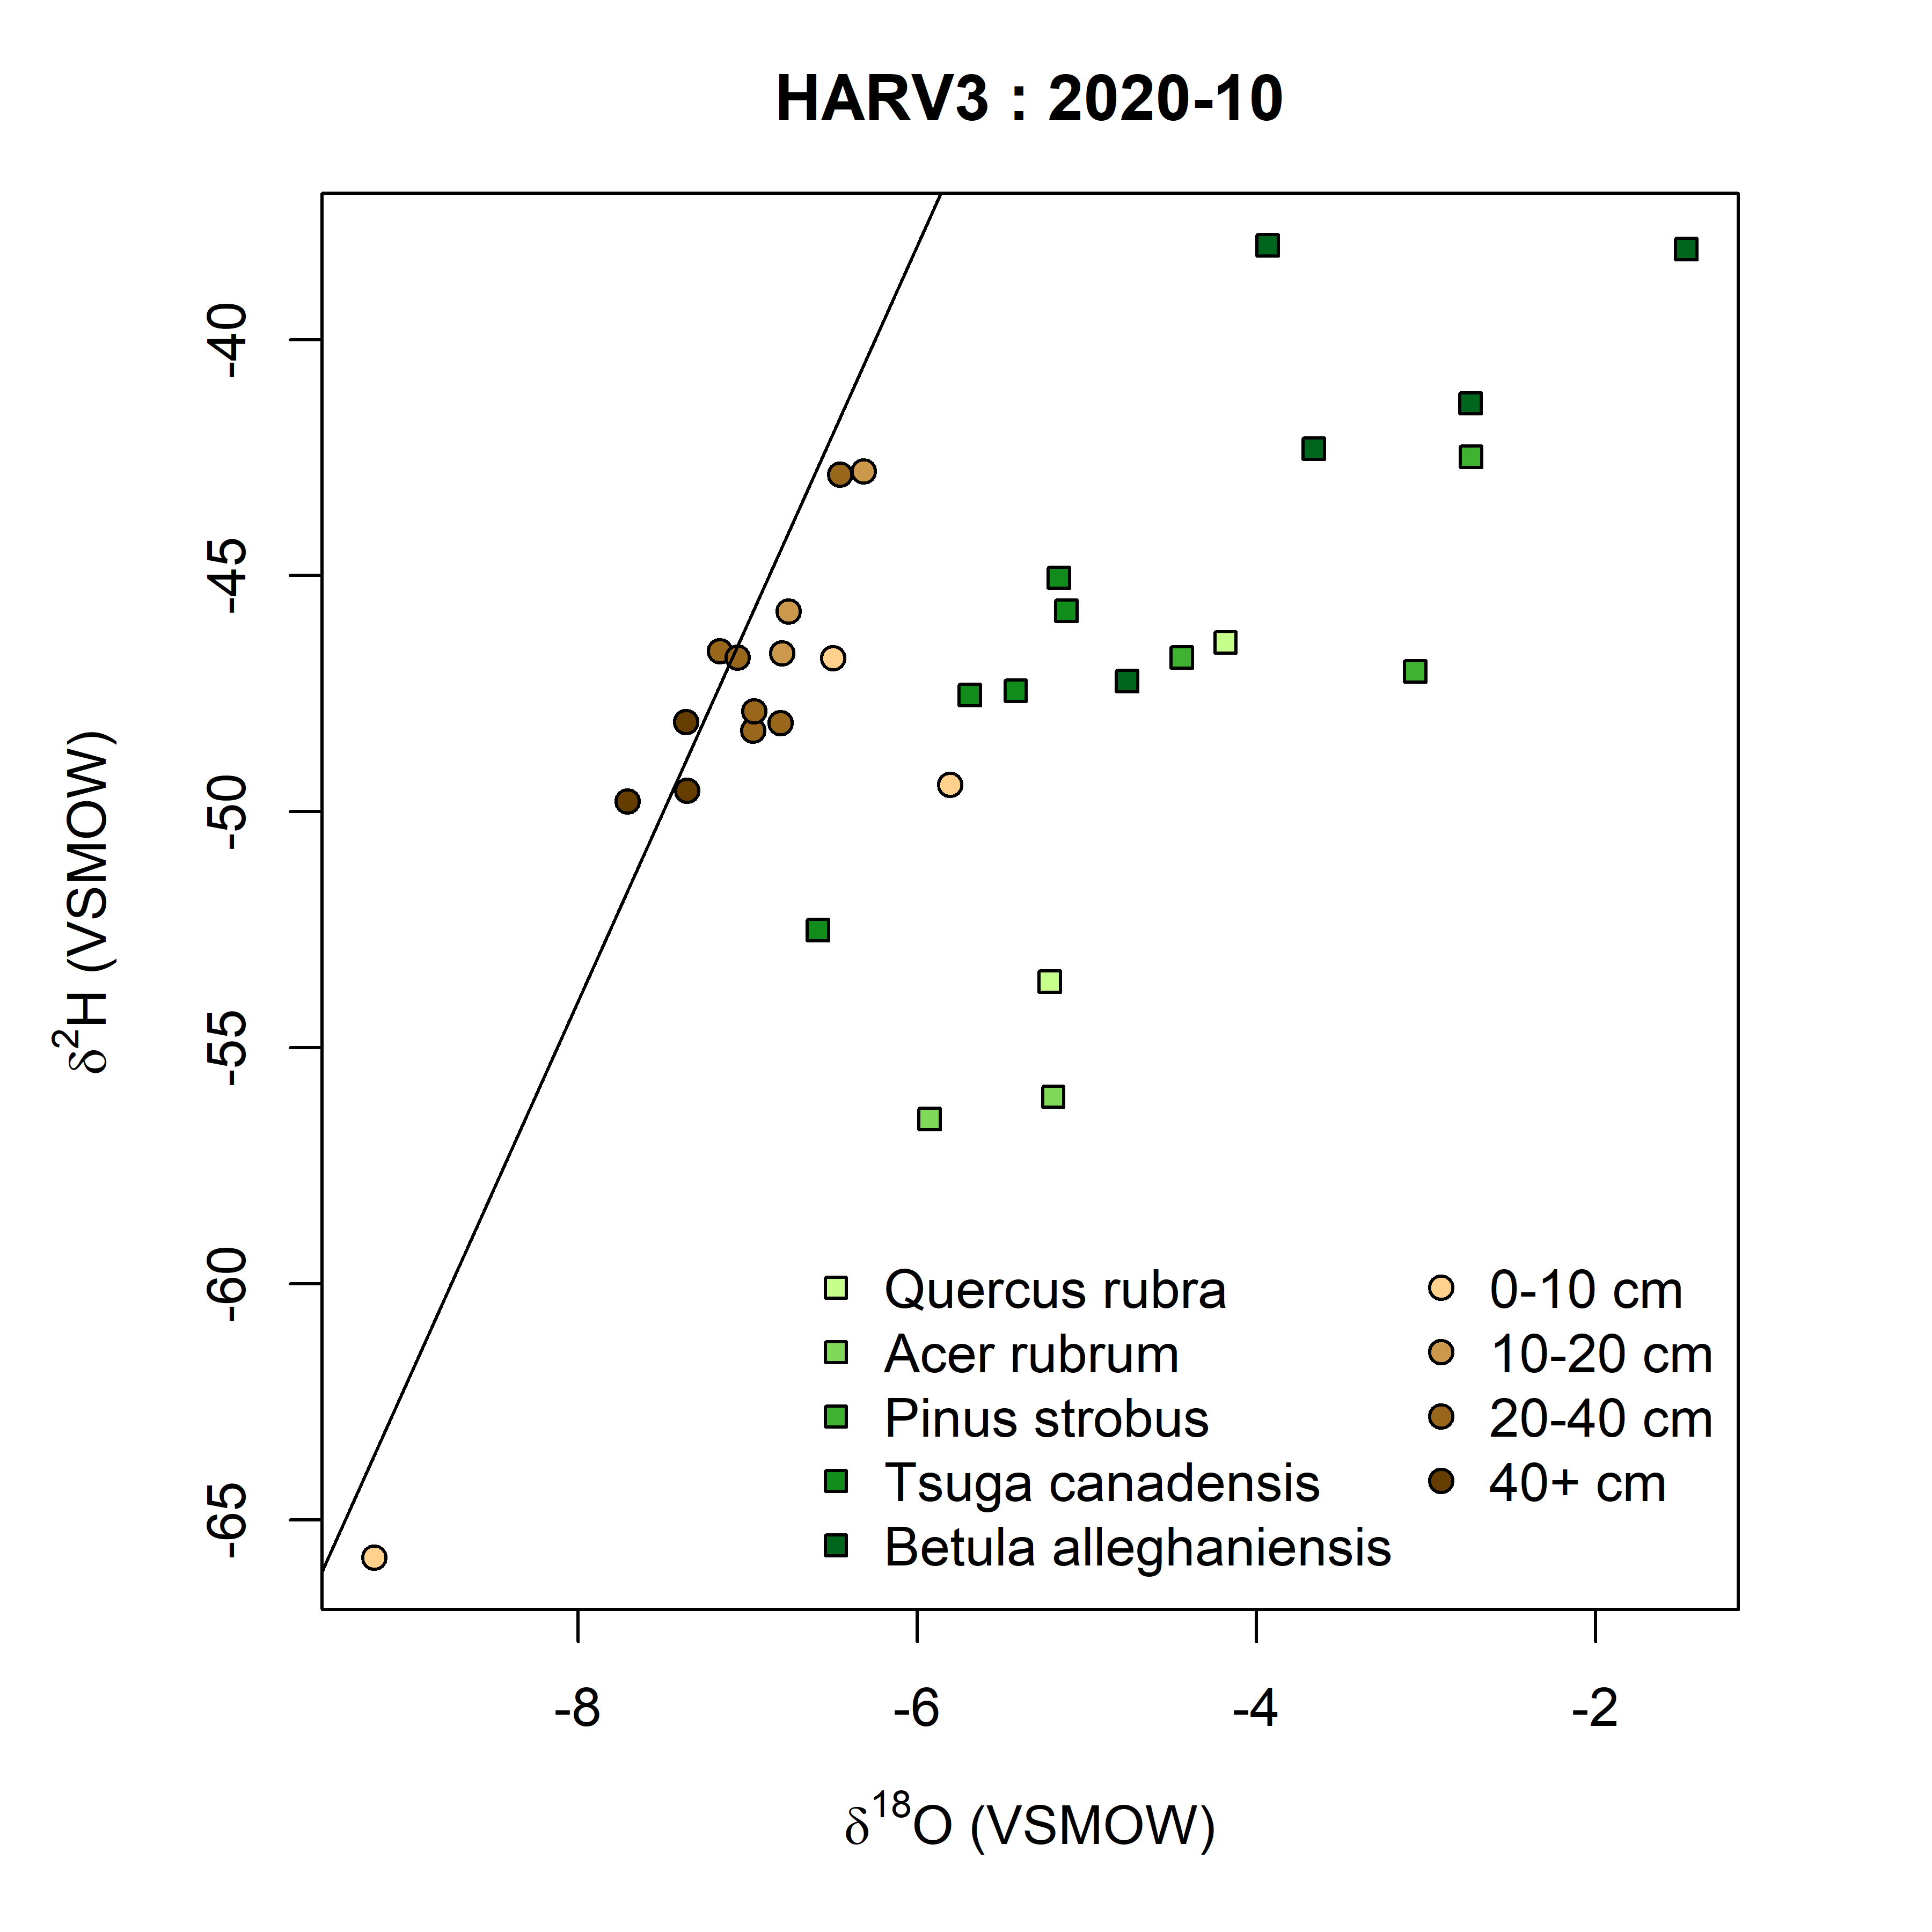 HARV3 : 2020-10
-40
-45
-50
-55
-60
-65
δ²H (VSMOW)
Quercus rubra
Acer rubrum
Pinus strobus
Tsuga canadensis
Betula alleghaniensis
0-10 cm
10-20 cm
20-40 cm
40+ cm
-8 -6 -4 -2
δ¹⁸O (VSMOW)